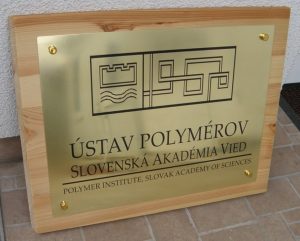 ÚSTAV POLYMÉROV
SLOVENSKÁ AKADÉMIA VIED
POLYMER INSTITUTE, SLOVAK ACADEMY OF SCIENCES